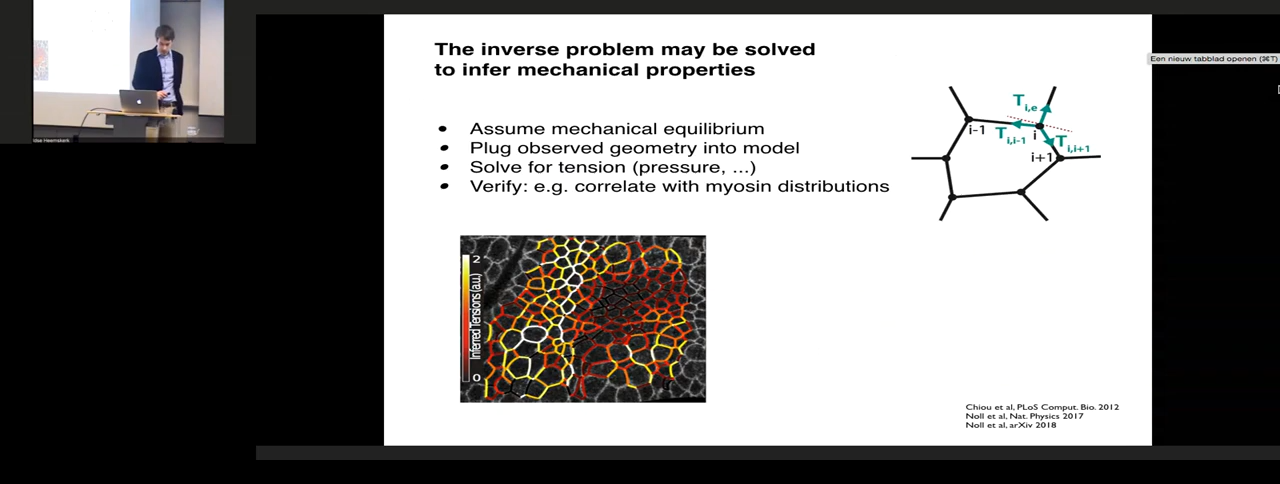 The inverse problem may be solved
to infer mechanical properties
Assume mechanical equilibrium
Plug observed geometry into model
Solve for tension (pressure, ...)
Verify: e.g. correlate with myosin distributions
T i,e
i-1
T i,i-1
i
T i,i+1
i+1
2
Inferred Tensions (a.u.)
0
Chiou et al, PLoS Comput. Bio. 2012
Noll et al, Nat. Physics 2017
Noll et al, arXiv 2018
Een nieuw tabblad openen (⌘T)
Idse Heemskerk